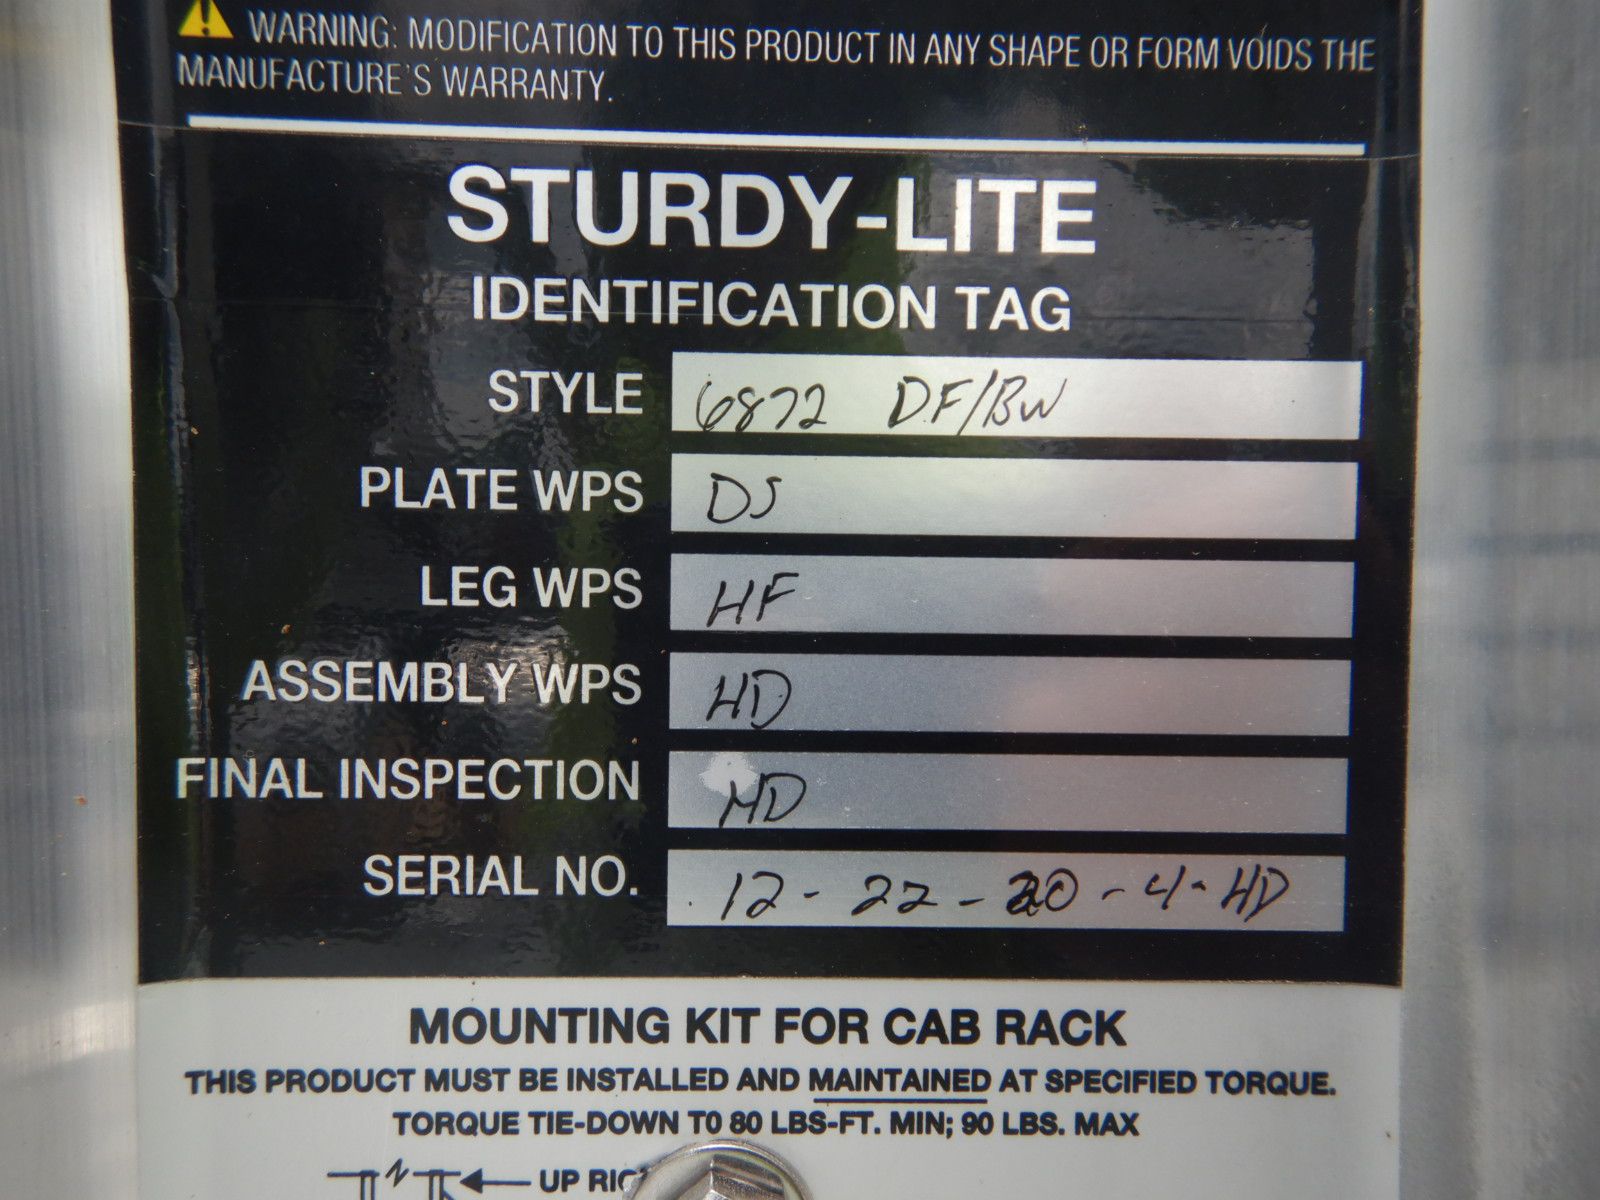 WARNING: MODIFICATION TO THIS PRODUCT IN ANY SHAPE OR FORM VOIDS THE
MANUFACTURE'S WARRANTY.
STURDY-LITE
IDENTIFICATION TAG
STYLE 6872 DF/BW
PLATE WPS DS
LEG WPS HF
ASSEMBLY WPS HD
FINAL INSPECTION HD
SERIAL NO. 12-22-20-4-HD
MOUNTING KIT FOR CAB RACK
THIS PRODUCT MUST BE INSTALLED AND MAINTAINED AT SPECIFIED TORQUE.
TORQUE TIE-DOWN TO 80 LBS-FT. MIN; 90 LBS. MAX
UP